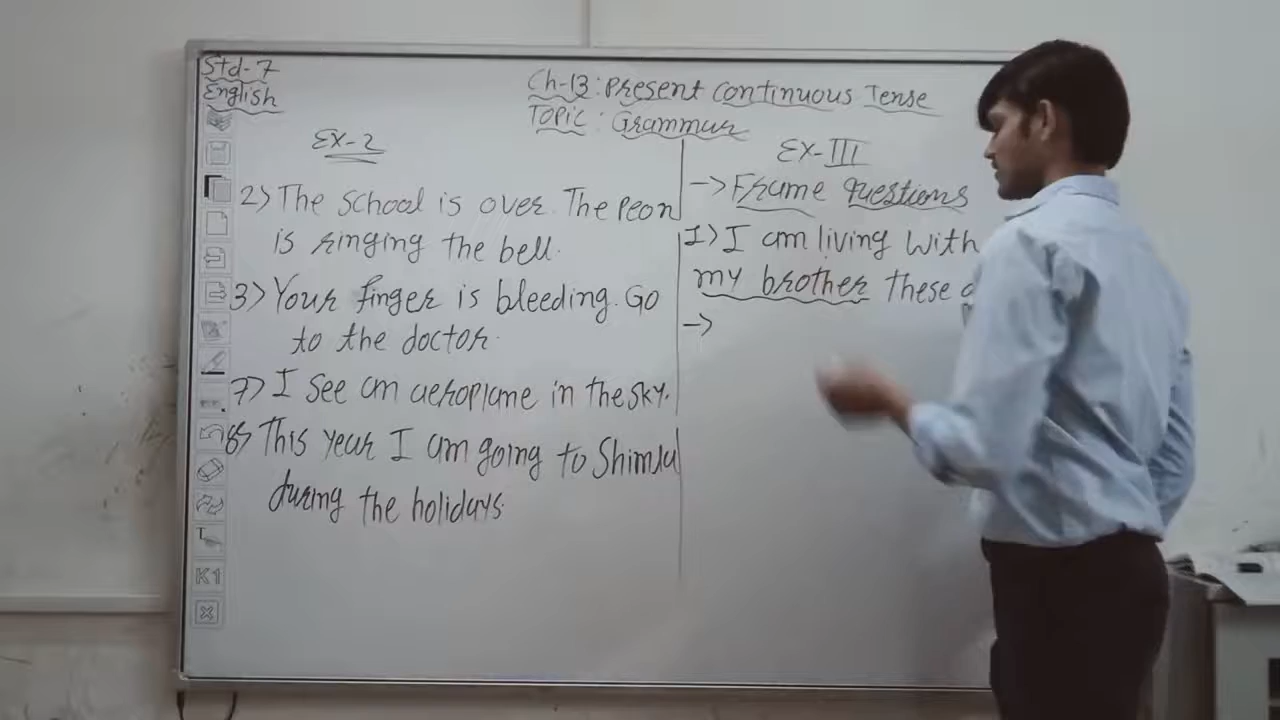 Std-7
English
Ch-13: Present Continuous Tense
Topic: Grammar
Ex-2
2) The school is over. The Peon
is ringing the bell.
3) Your finger is bleeding. Go
to the doctor.
7) I see an aeroplane in the sky.
8) This year I am going to Shimla
during the holidays.
Ex-III
-> Frame questions
1) I am living with
my brother These
->
T
K1